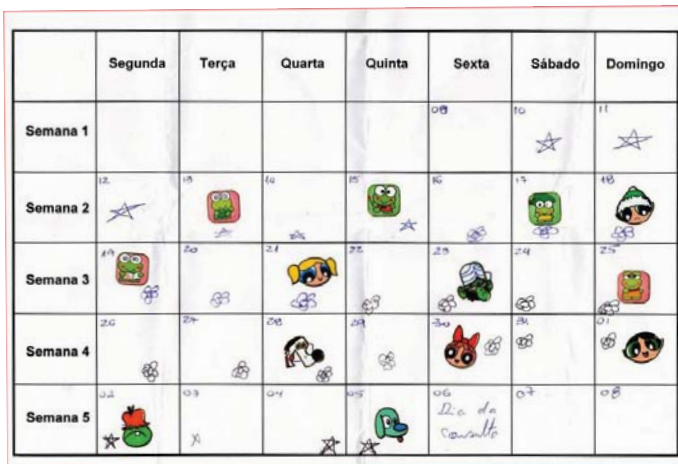 Segunda Terça Quarta Quinta Sexta Sábado Domingo
Semana 1 09 10 11
Semana 2 12 13 14 15 16 17 18
Semana 3 19 20 21 22 23 24 25
Semana 4 26 27 28 29 30 31 01
Semana 5 02 03 04 05 06 07 08
Dia da
Consulta